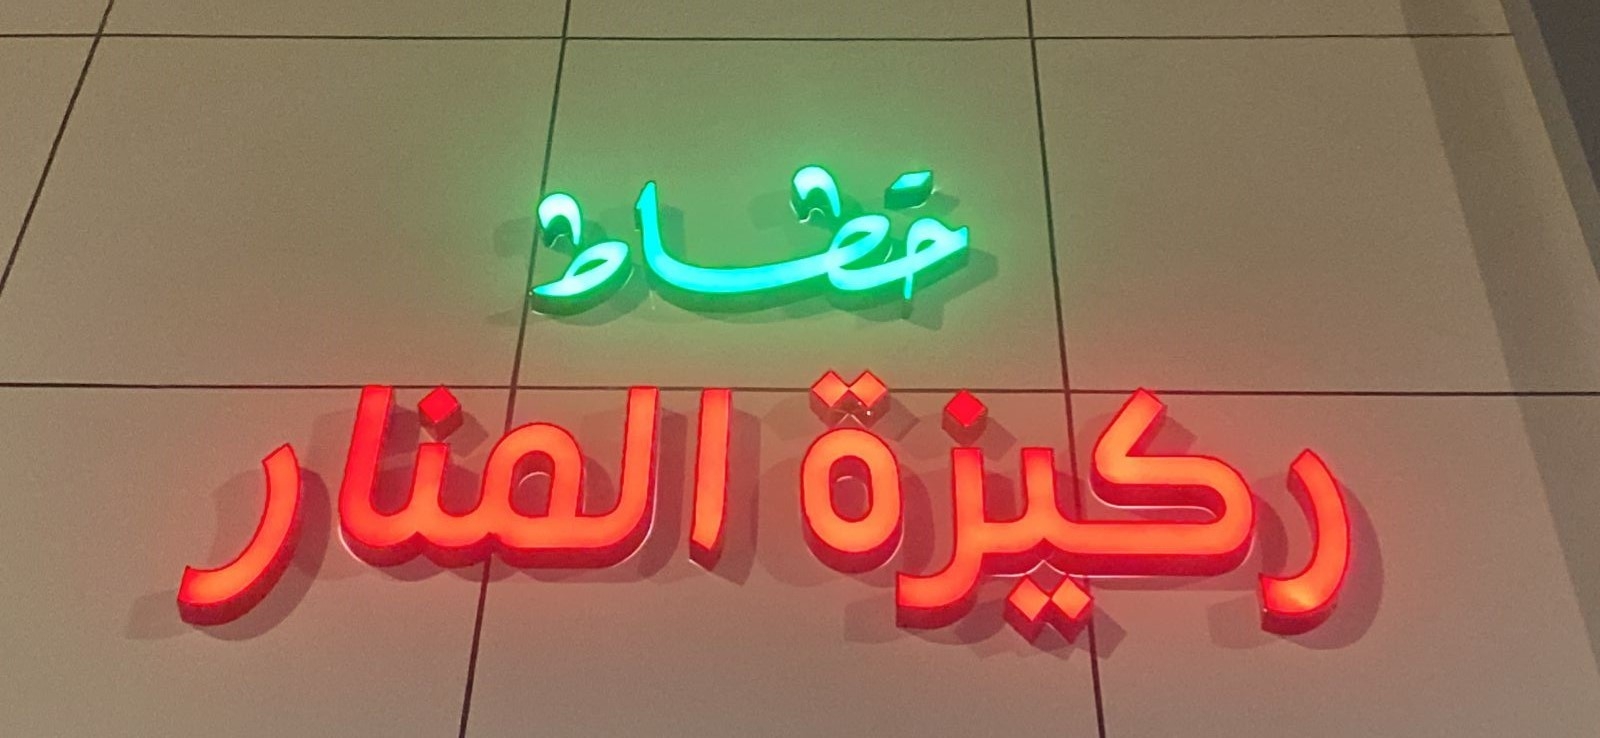 خطاط
ركيزة المنار